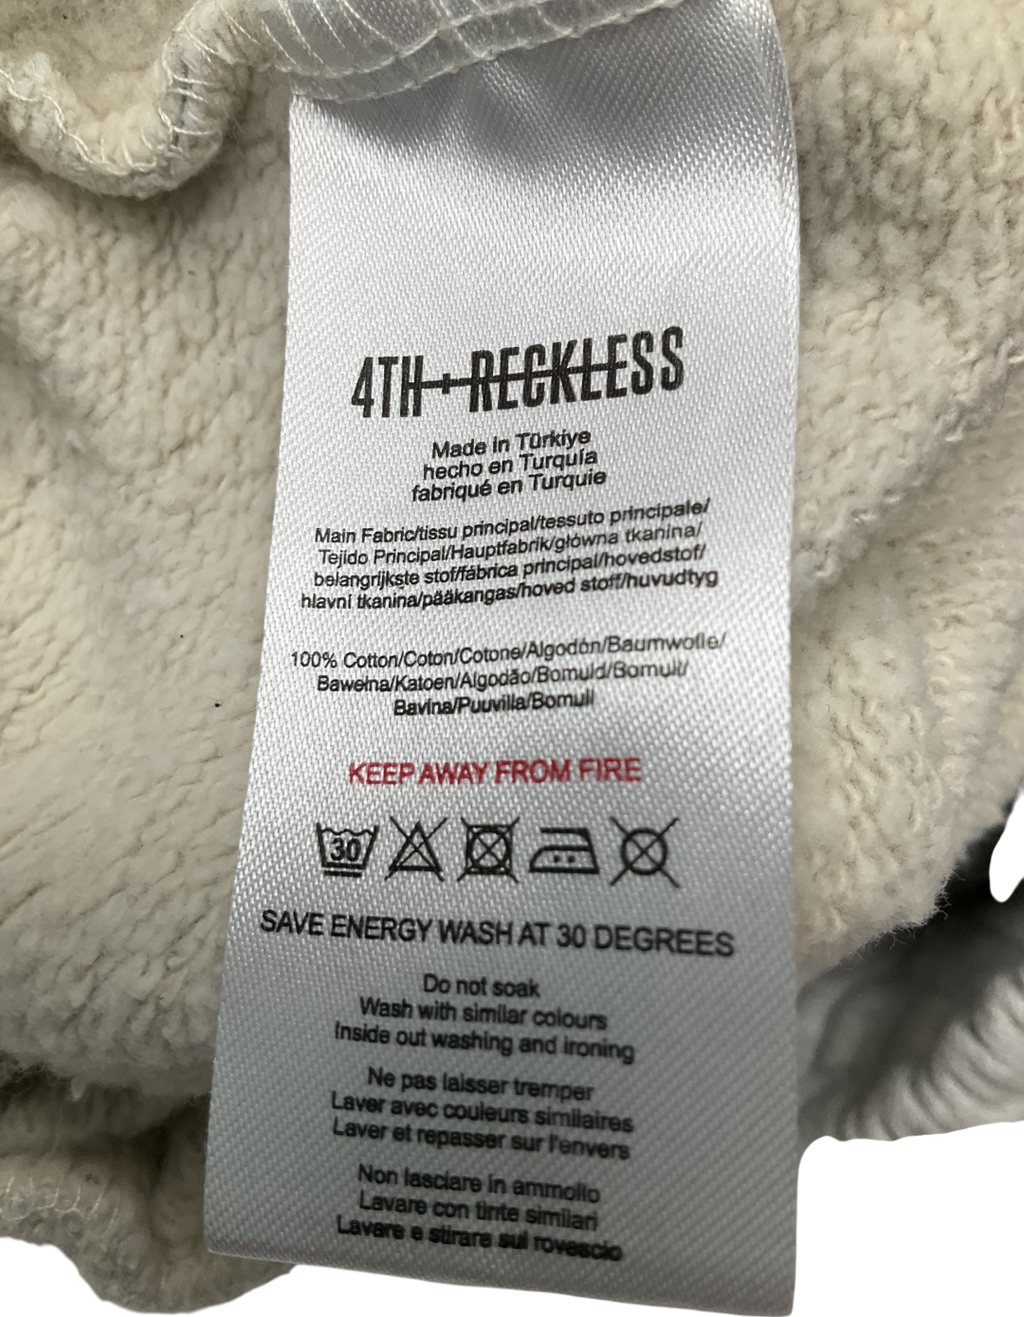 4TH + RECKLESS
Made in Türkiye
hecho en Turquía
fabriqué en Turquie
Main Fabric/tissu principal/tessuto principale/
Tejido Principal/Hauptfabrik/główna tkanina/
belangrijkste stof/fábrica principal/hovedstof/
hlavní tkanina/pääkangas/hoved stoff/huvudtyg
100% Cotton/Coton/Cotone/Algodón/Baumwolle/
Bawełna/Katoen/Algodão/Bomuld/Bomull/
Bavlna/Puuvilla/Bomull
KEEP AWAY FROM FIRE
30
SAVE ENERGY WASH AT 30 DEGREES
Do not soak
Wash with similar colours
Inside out washing and ironing
Ne pas laisser tremper
Laver avec couleurs similaires
Laver et repasser sur l'envers
Non lasciare in ammollo
Lavare con tinte similari
Lavare e stirare sul rovescio